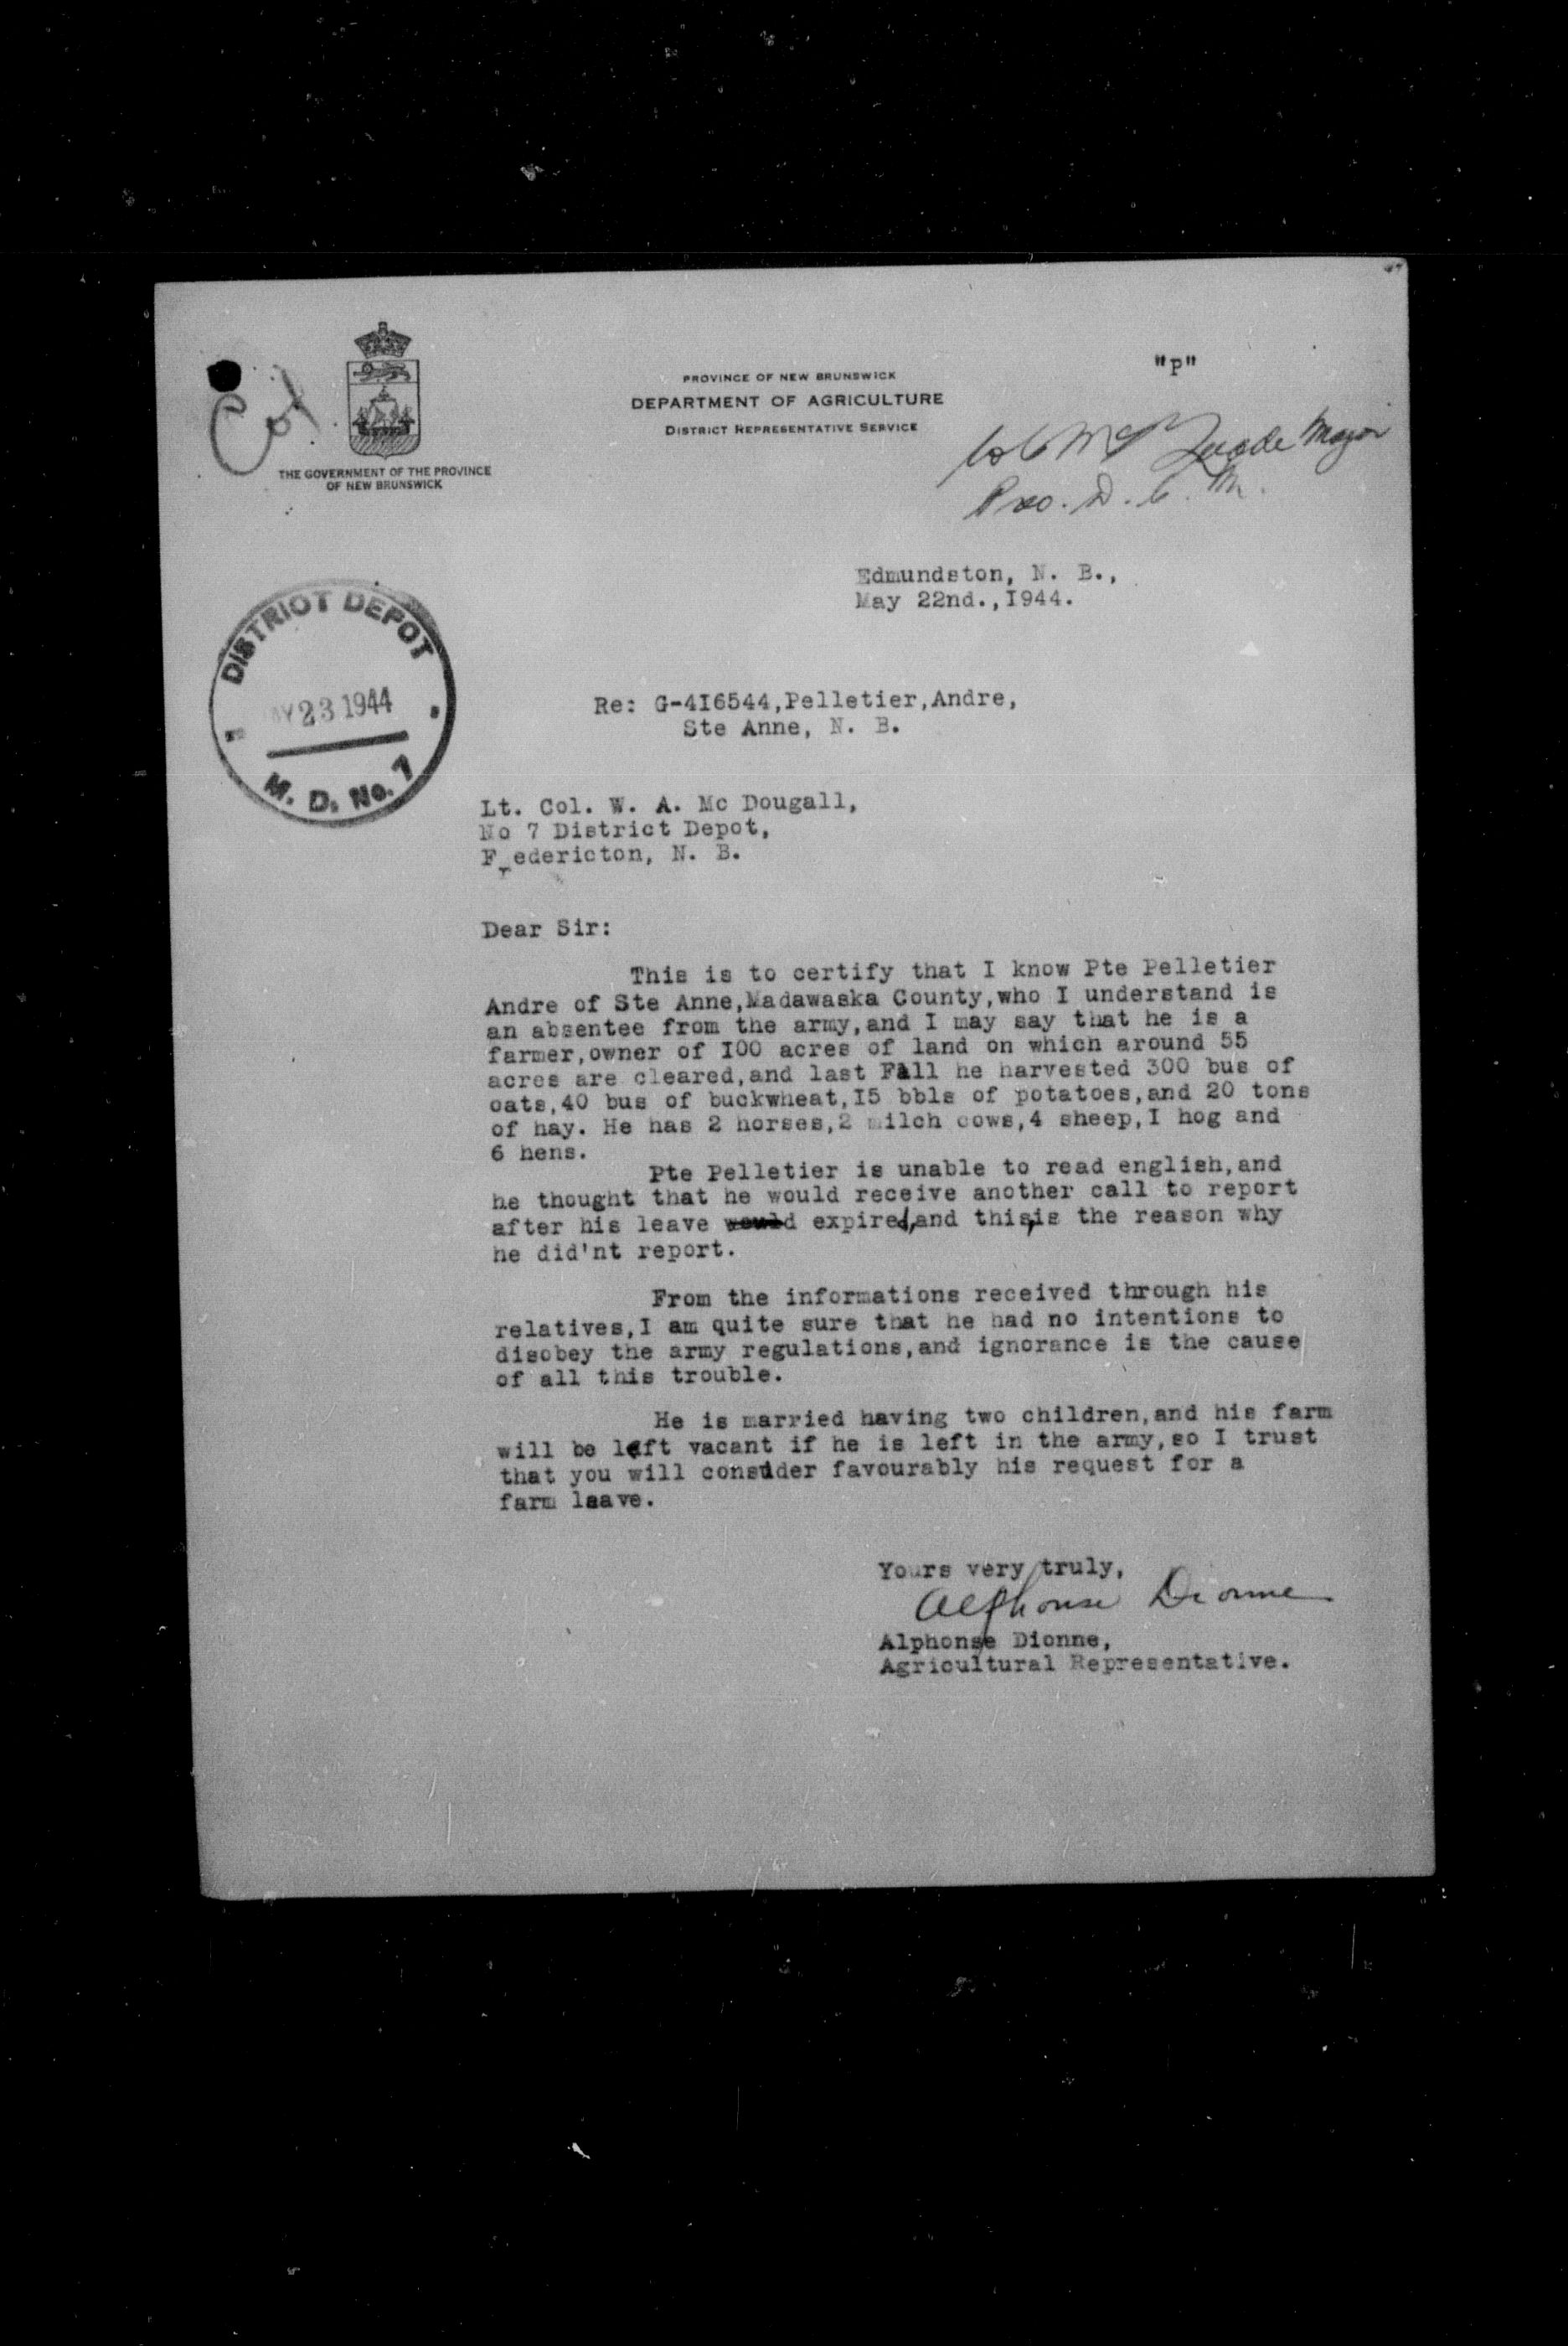 "P"
PROVINCE OF NEW BRUNSWICK
DEPARTMENT OF AGRICULTURE
DISTRICT REPRESENTATIVE SERVICE
THE GOVERNMENT OF THE PROVINCE
OF NEW BRUNSWICK
Major
Edmundston, N. B.,
May 22nd.,I944.
DISTRICT DEPOT
23 1944
M. D. No. 7
Re: G-4I6544,Pelletier,Andre,
Ste Anne, N. B.
Lt. Col. W. A. Mc Dougall,
No 7 District Depot,
Fredericton, N. B.
Dear Sir:
This is to certify that I know Pte Pelletier
Andre of Ste Anne,Madawaska County,who I understand is
an absentee from the army,and I may say that he is a
farmer,owner of I00 acres of land on which around 55
acres are cleared,and last Fall he harvested 300 bus of
oats,40 bus of buckwheat,I5 bbls of potatoes,and 20 tons
of hay. He has 2 horses,2 milch cows,4 sheep,I hog and
6 hens.
Pte Pelletier is unable to read english,and
he thought that he would receive another call to report
after his leave would expired,and this,is the reason why
he did'nt report.
From the informations received through his
relatives,I am quite sure that he had no intentions to
disobey the army regulations,and ignorance is the cause
of all this trouble.
He is married having two children,and his farm
will be left vacant if he is left in the army,so I trust
that you will consider favourably his request for a
farm leave.
Yours very truly,
Alphonse Dionne
Alphonse Dionne,
Agricultural Representative.